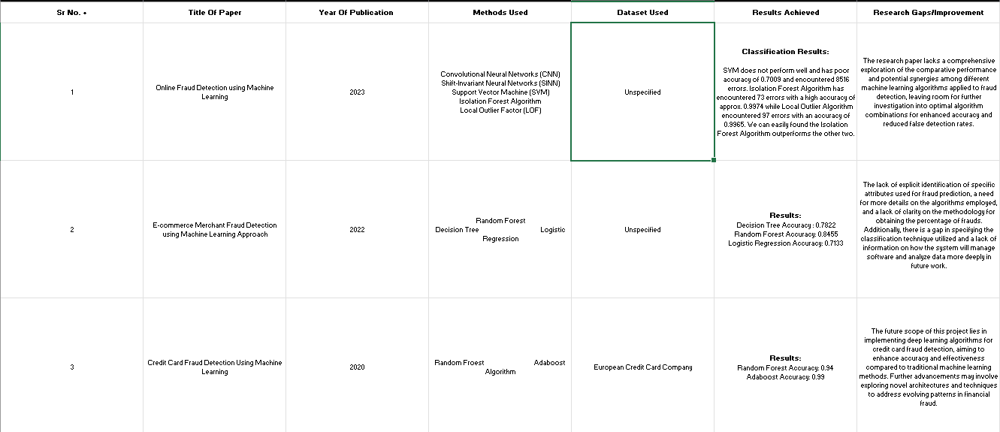 Sr No.
Title Of Paper
Year Of Publication
Methods Used
Dataset Used
Results Achieved
Research Gaps/Improvement
1
Online Fraud Detection using Machine
Learning
2023
Convolutional Neural Networks (CNN)
Shift-Invariant Neural Networks (SINN)
Support Vector Machine (SVM)
Isolation Forest Algorithm
Local Outlier Factor (LOF)
Unspecified
Classification Results:
SVM does not perform well and has poor
accuracy of 0.7009 and encountered 8516
errors. Isolation Forest Algorithm has
encountered 73 errors with a high accuracy of
approx. 0.9974 while Local Outlier Algorithm
encountered 97 errors with an accuracy of
0.9965. We can easily found the Isolation
Forest Algorithm outperforms the other two.
The research paper lacks a comprehensive
exploration of the comparative performance
and potential synergies among different
machine learning algorithms applied to fraud
detection, leaving room for further
investigation into optimal algorithm
combinations for enhanced accuracy and
reduced false detection rates.
2
E-commerce Merchant Fraud Detection
using Machine Learning Approach
2022
Random Forest
Decision Tree Logistic
Regression
Unspecified
Results:
Decision Tree Accuracy : 0.7822
Random Forest Accuracy: 0.8455
Logistic Regression Accuracy: 0.7133
The lack of explicit identification of specific
attributes used for fraud prediction, a need
for more details on the algorithms employed,
and a lack of clarity on the methodology for
obtaining the percentage of frauds.
Additionally, there is a gap in specifying the
classification technique utilized and a lack of
information on how the system will manage
software and analyze data more deeply in
future work.
3
Credit Card Fraud Detection Using Machine
Learning
2020
Random Froest Adaboost
Algorithm
European Credit Card Company
Results:
Random Forest Accuracy: 0.94
Adaboost Accuracy: 0.99
The future scope of this project lies in
implementing deep learning algorithms for
credit card fraud detection, aiming to
enhance accuracy and effectiveness
compared to traditional machine learning
methods. Further advancements may involve
exploring novel architectures and techniques
to address evolving patterns in financial
fraud.